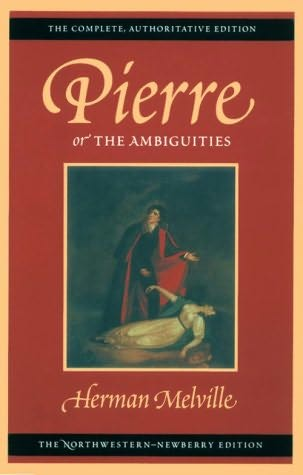 THE COMPLETE, AUTHORITATIVE EDITION
Pierre
or THE AMBIGUITIES
Herman Melville
THE NORTHWESTERN–NEWBERRY EDITION